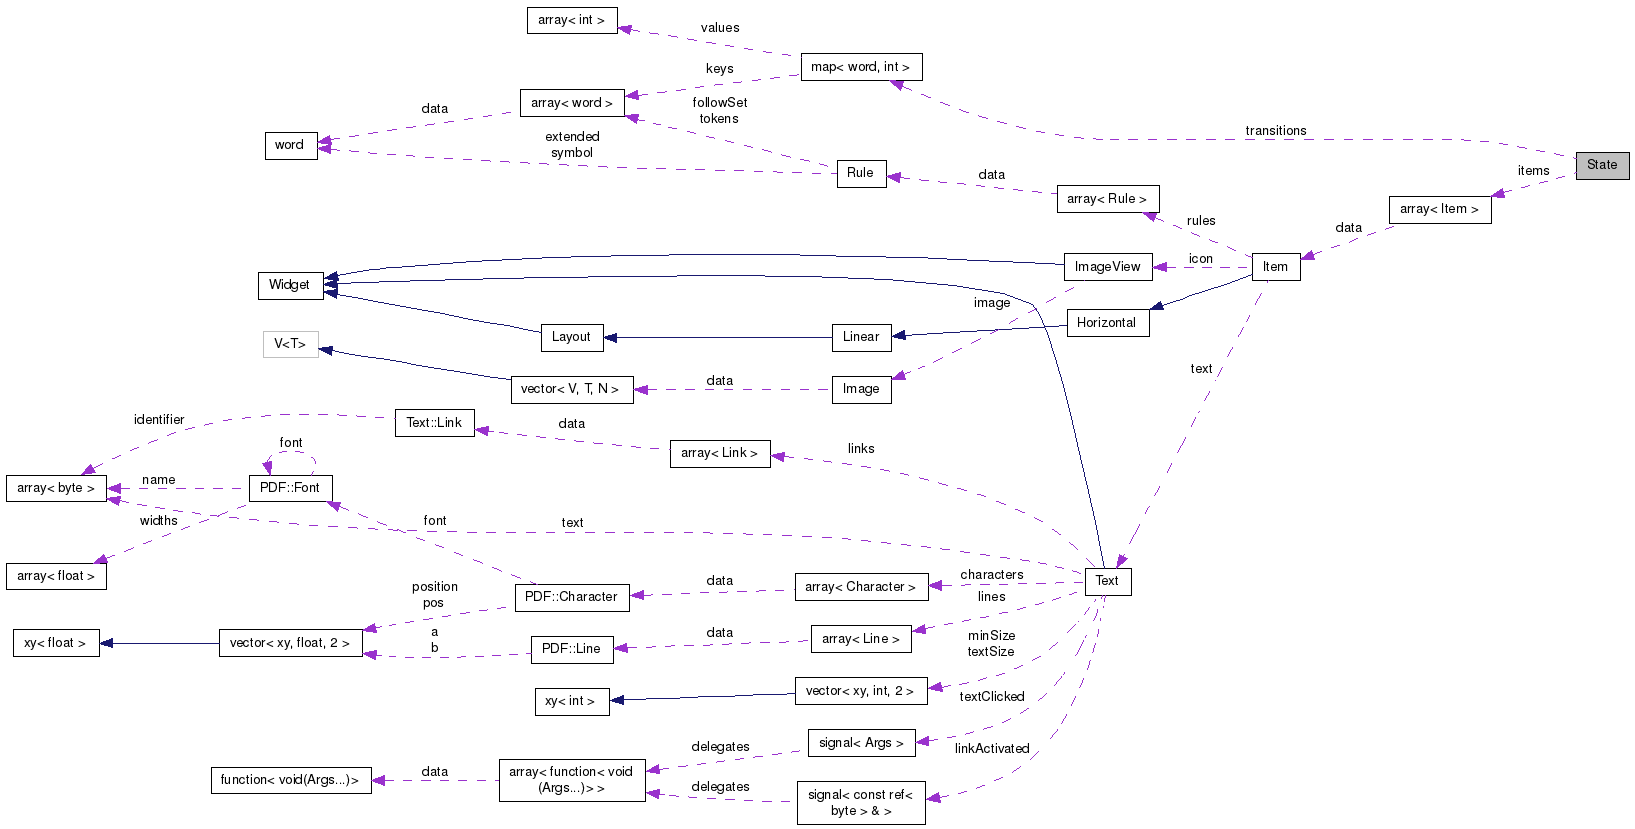 array< int >
values
map< word, int >
keys
array< word >
followSet
tokens
data
extended
symbol
word
transitions
State
Rule
data
items
array< Rule >
array< Item >
rules
data
ImageView
icon
Item
Widget
image
Horizontal
Layout
Linear
V<T>
text
vector< V, T, N >
data
Image
identifier
Text::Link
data
font
array< Link >
links
array< byte >
name
PDF::Font
widths
font
text
array< float >
Text
characters
data
array< Character >
position
pos
PDF::Character
lines
xy< float >
vector< xy, float, 2 >
a
b
PDF::Line
data
array< Line >
minSize
textSize
xy< int >
vector< xy, int, 2 >
textClicked
signal< Args >
delegates
linkActivated
function< void(Args...)>
data
array< function< void
(Args...)> >
delegates
signal< const ref<
byte > & >